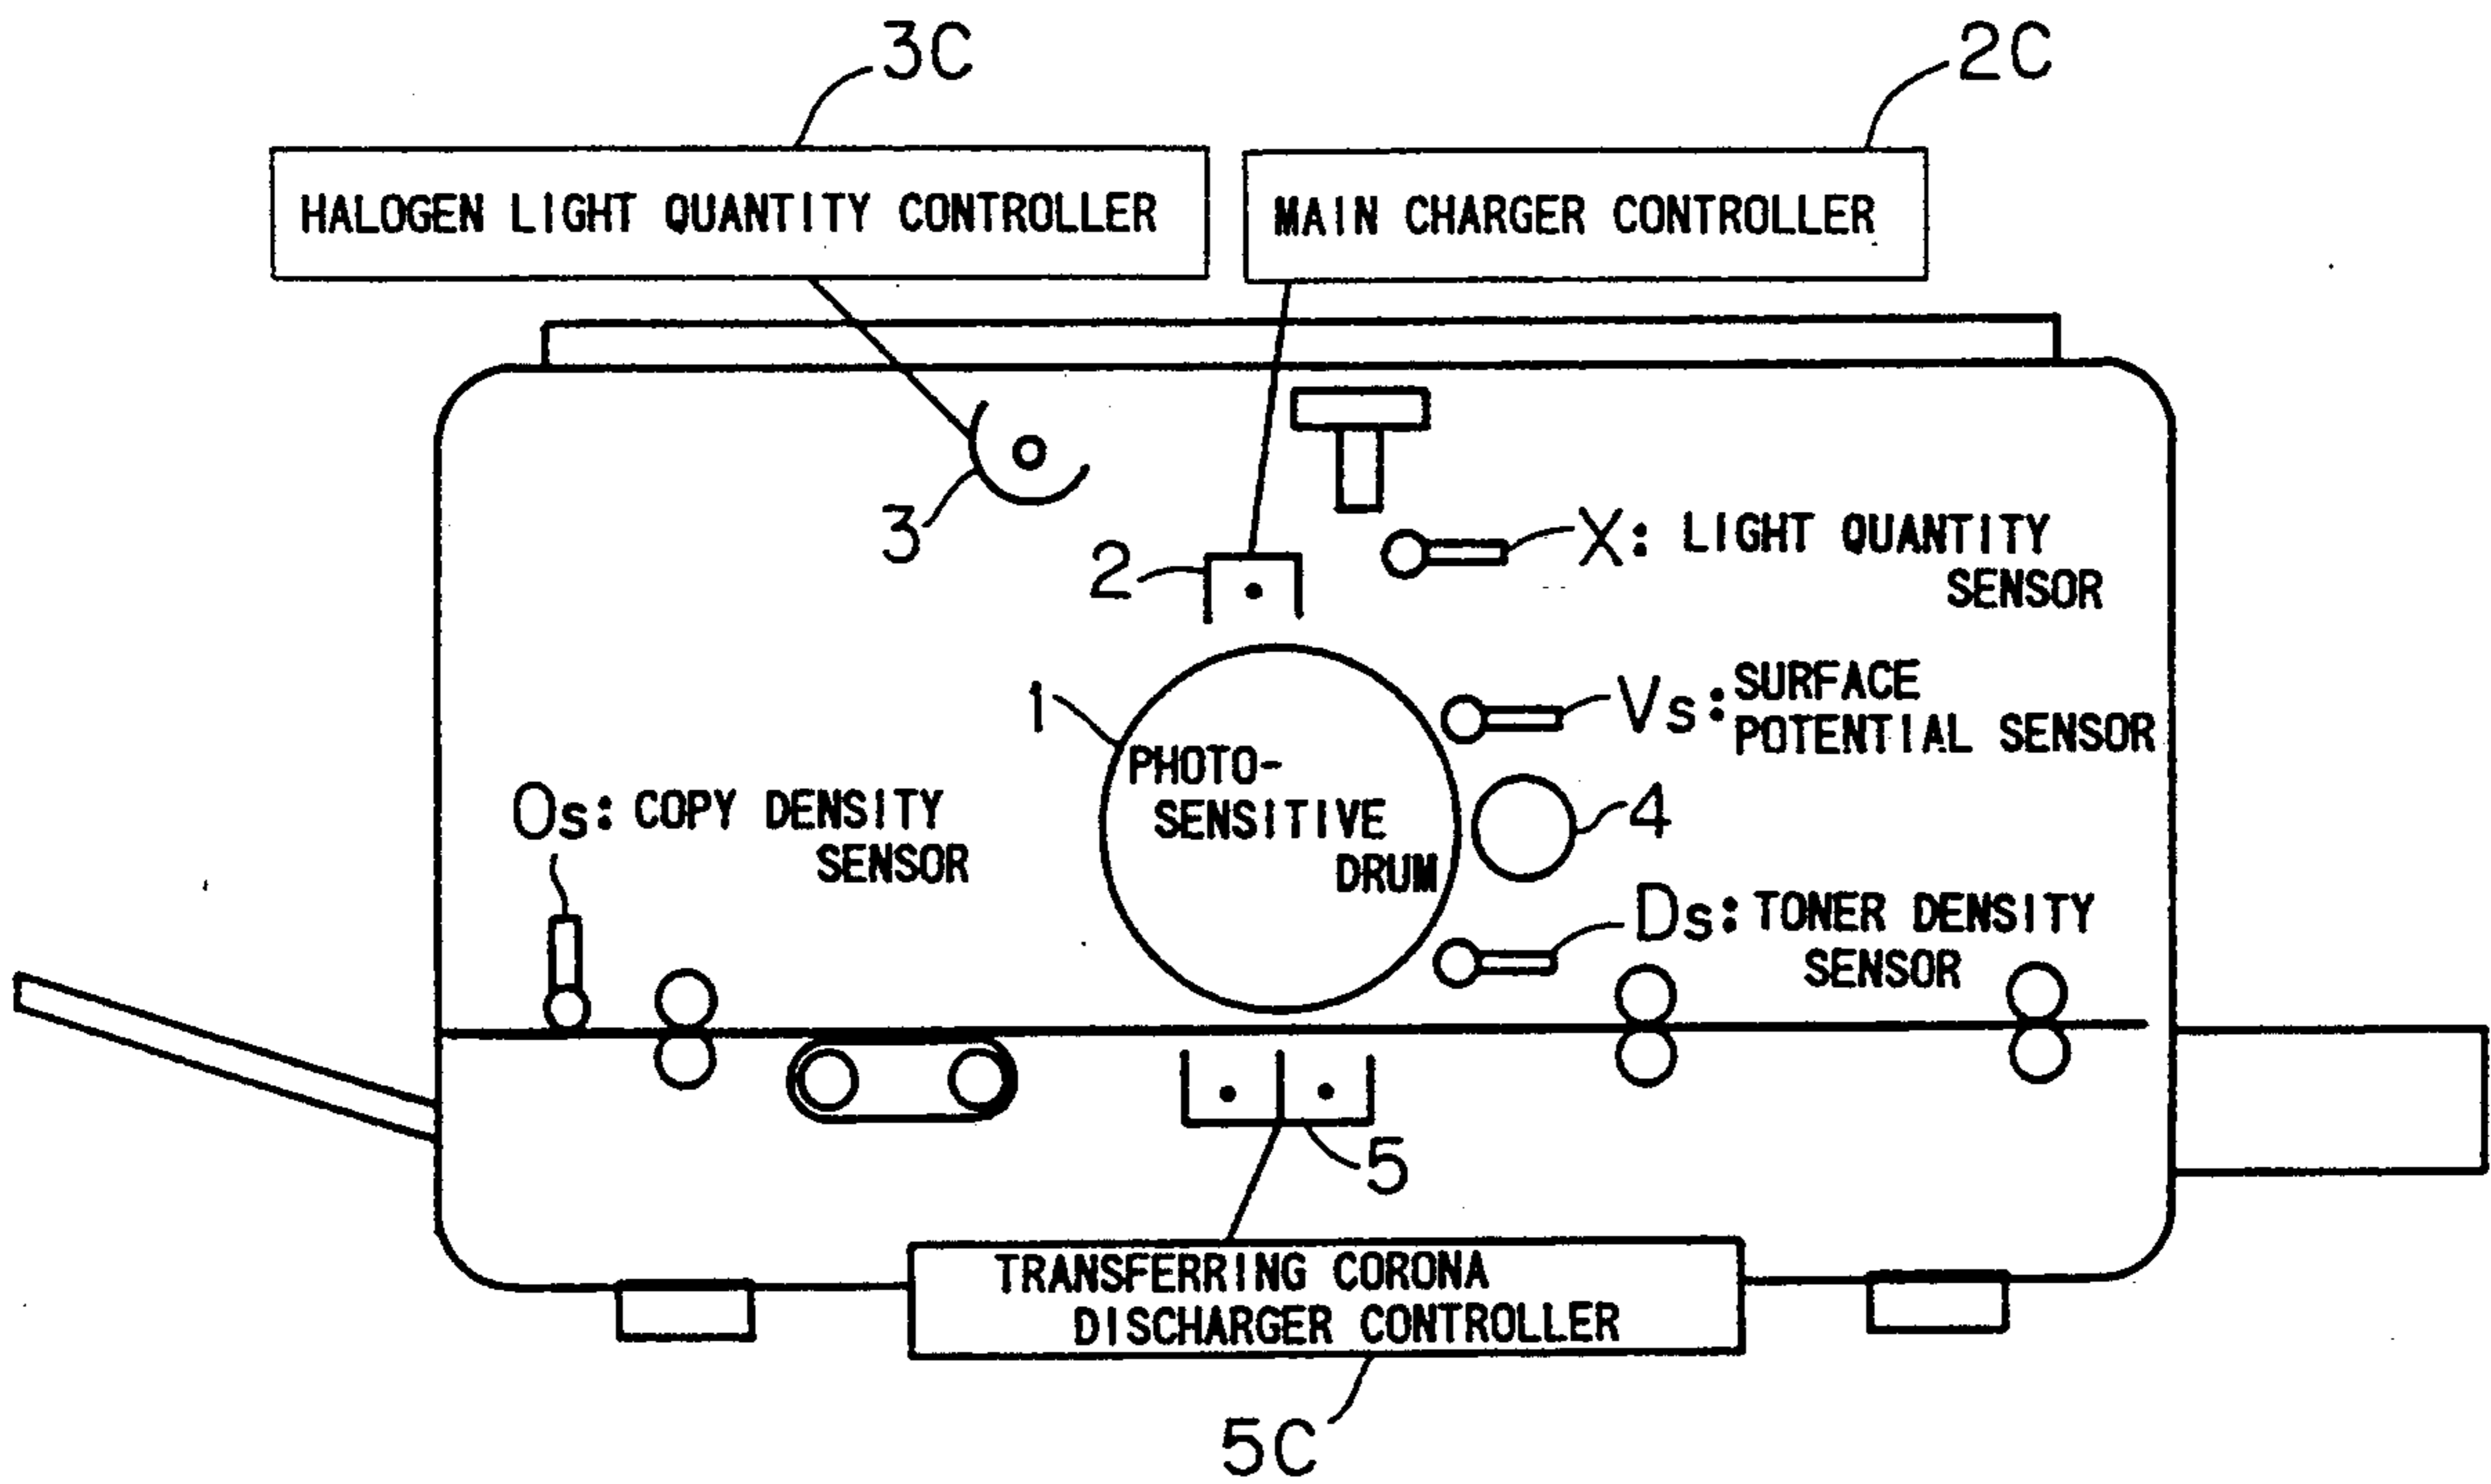 3C
2C
HALOGEN LIGHT QUANTITY CONTROLLER
MAIN CHARGER CONTROLLER
3
2
X: LIGHT QUANTITY
SENSOR
1
Vs: SURFACE
POTENTIAL SENSOR
PHOTO-
SENSITIVE
DRUM
4
Os: COPY DENSITY
SENSOR
Ds: TONER DENSITY
SENSOR
5
TRANSFERRING CORONA
DISCHARGER CONTROLLER
5C